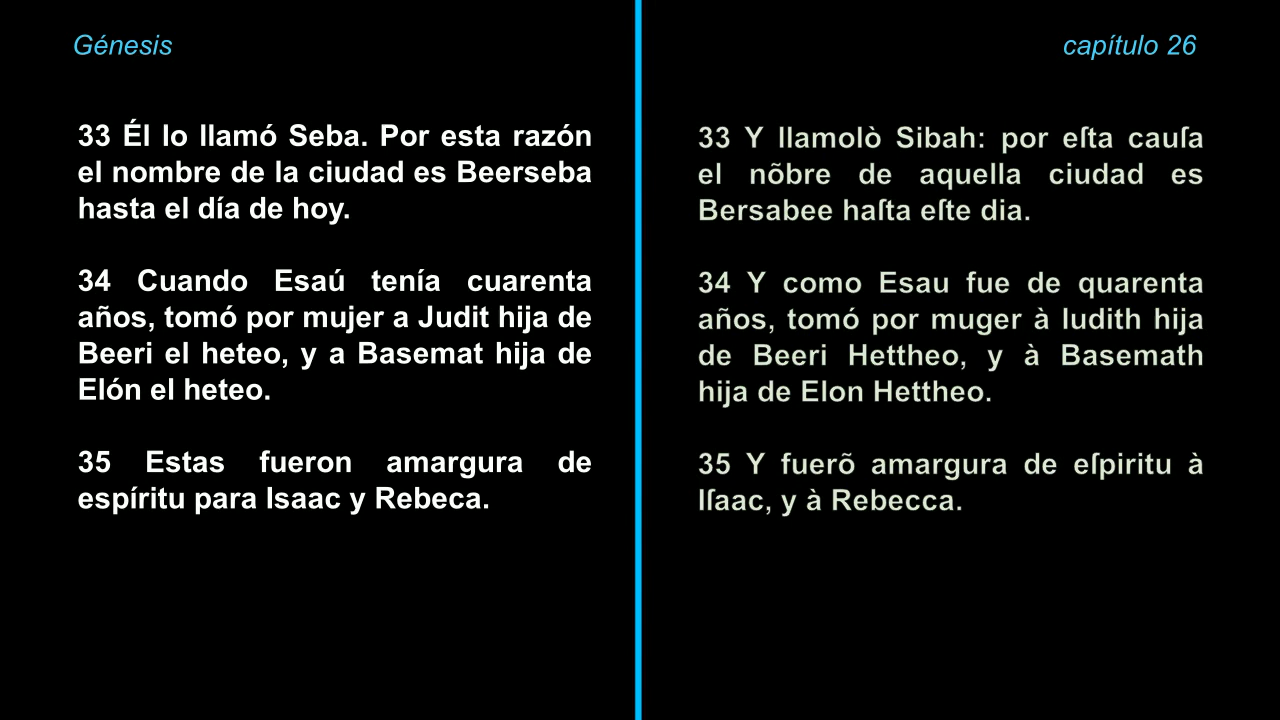 Génesis
capítulo 26
33 Él lo llamó Seba. Por esta razón
el nombre de la ciudad es Beerseba
hasta el día de hoy.
34 Cuando Esaú tenía cuarenta
años, tomó por mujer a Judit hija de
Beeri el heteo, y a Basemat hija de
Elón el heteo.
35 Estas fueron amargura de
espíritu para Isaac y Rebeca.
33 Y llamolò Sibah: por eſta cauſa
el nõbre de aquella ciudad es
Bersabee haſta eſte dia.
34 Y como Esau fue de quarenta
años, tomó por muger à Iudith hija
de Beeri Hettheo, y à Basemath
hija de Elon Hettheo.
35 Y fuerõ amargura de eſpiritu à
Iſaac, y à Rebecca.